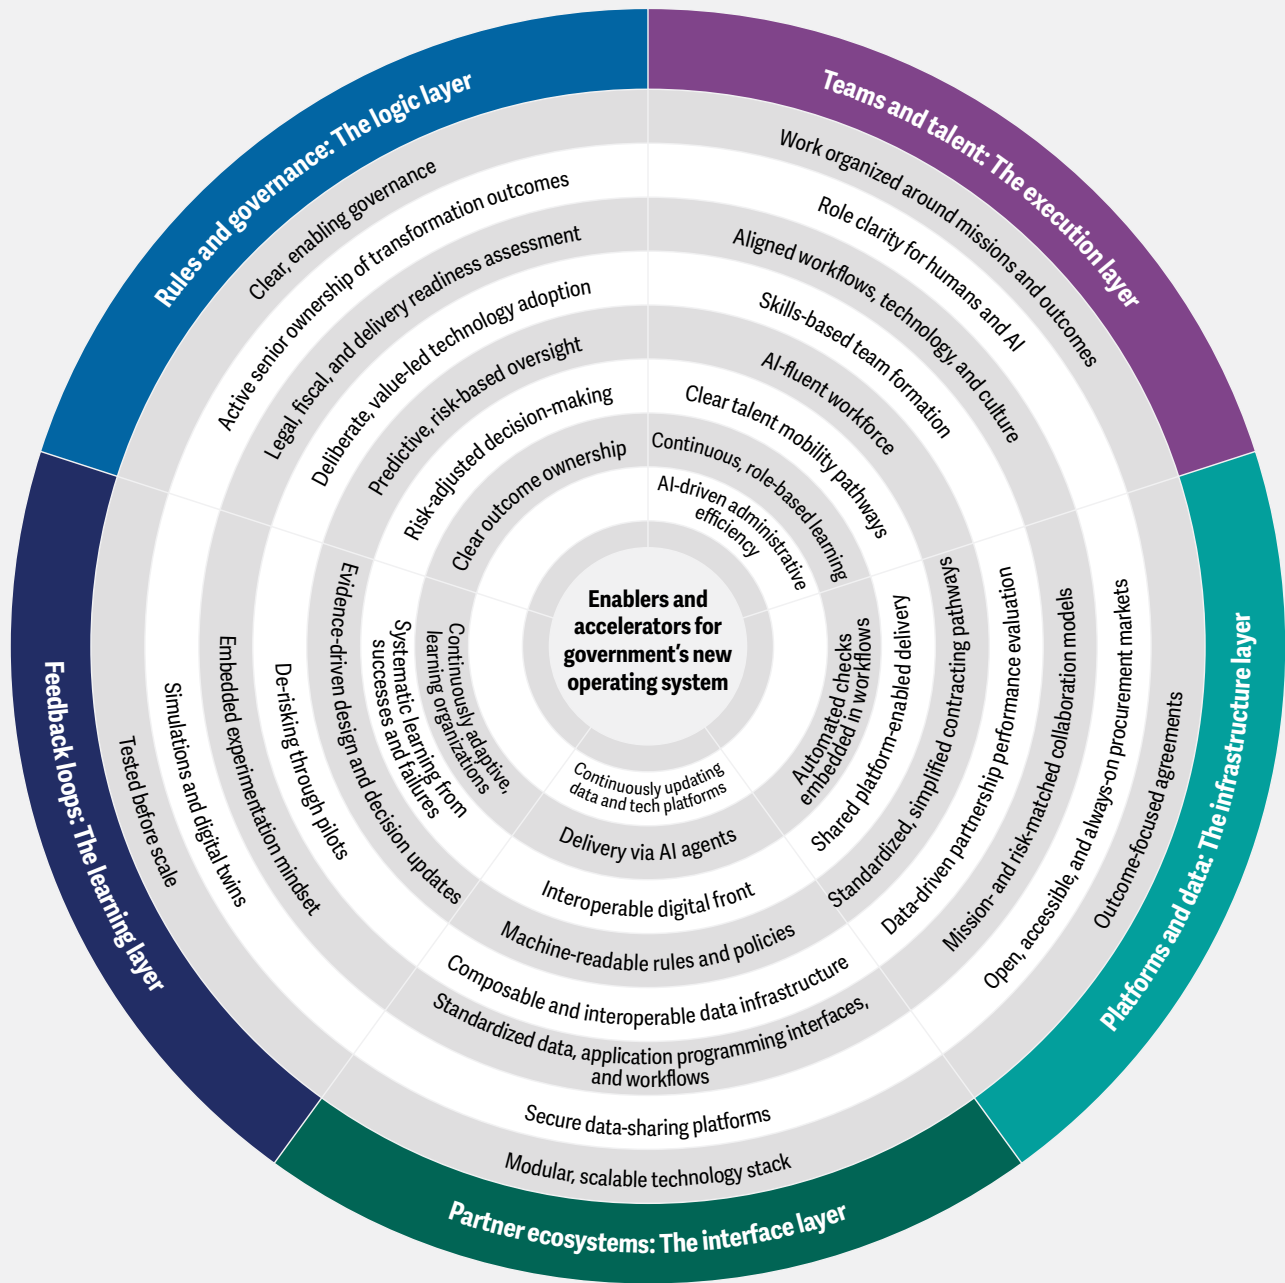 Rules and governance: The logic layer
Clear, enabling governance
Active senior ownership of transformation outcomes
Legal, fiscal, and delivery readiness assessment
Deliberate, value-led technology adoption
Predictive, risk-based oversight
Risk-adjusted decision-making
Clear outcome ownership
Teams and talent: The execution layer
Work organized around missions and outcomes
Role clarity for humans and AI
Aligned workflows, technology, and culture
Skills-based team formation
AI-fluent workforce
Clear talent mobility pathways
Continuous, role-based learning
AI-driven administrative
efficiency
Enablers and
accelerators for
government's new
operating system
Platforms and data: The infrastructure layer
Outcome-focused agreements
Open, accessible, and always-on procurement markets
Mission- and risk-matched collaboration models
Data-driven partnership performance evaluation
Standardized, simplified contracting pathways
Shared platform-enabled delivery
Automated checks
embedded in workflows
Partner ecosystems: The interface layer
Continuously updating
data and tech platforms
Delivery via AI agents
Interoperable digital front
Machine-readable rules and policies
Composable and interoperable data infrastructure
Standardized data, application programming interfaces,
and workflows
Secure data-sharing platforms
Modular, scalable technology stack
Feedback loops: The learning layer
Tested before scale
Simulations and digital twins
Embedded experimentation mindset
De-risking through pilots
Evidence-driven design and decision updates
Systematic learning from
successes and failures
Continuously adaptive,
learning organizations